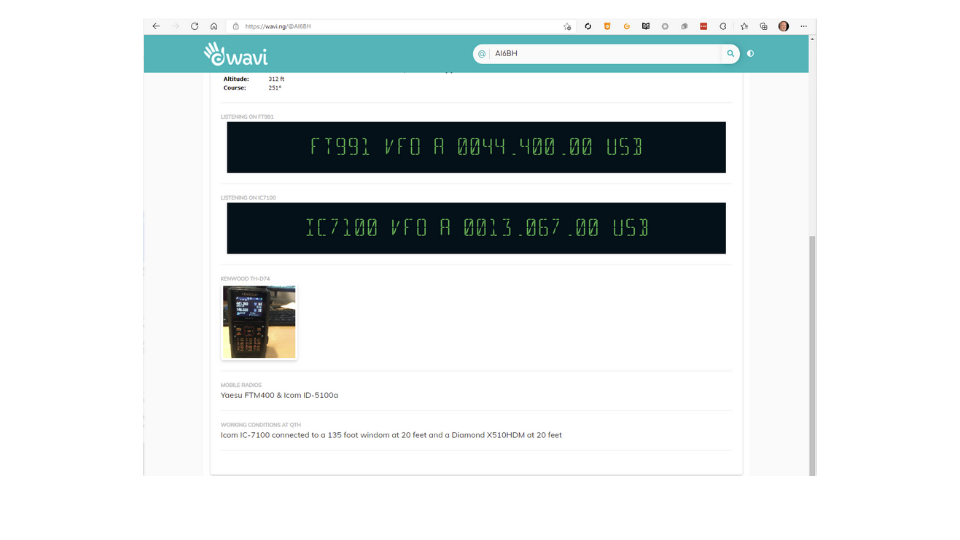 https://wavi.ng/@AI6BH
wavi
@ AI6BH
Altitude: 312 ft
Course: 251°
LISTENING ON FT991
FT991 VFO A 0044.400.00 USB
LISTENING ON IC7100
IC7100 VFO A 0013.067.00 USB
KENWOOD TH-D74
MOBILE RADIOS
Yaesu FTM400 & Icom ID-5100a
WORKING CONDITIONS AT QTH
Icom IC-7100 connected to a 135 foot windom at 20 feet and a Diamond X510HDM at 20 feet